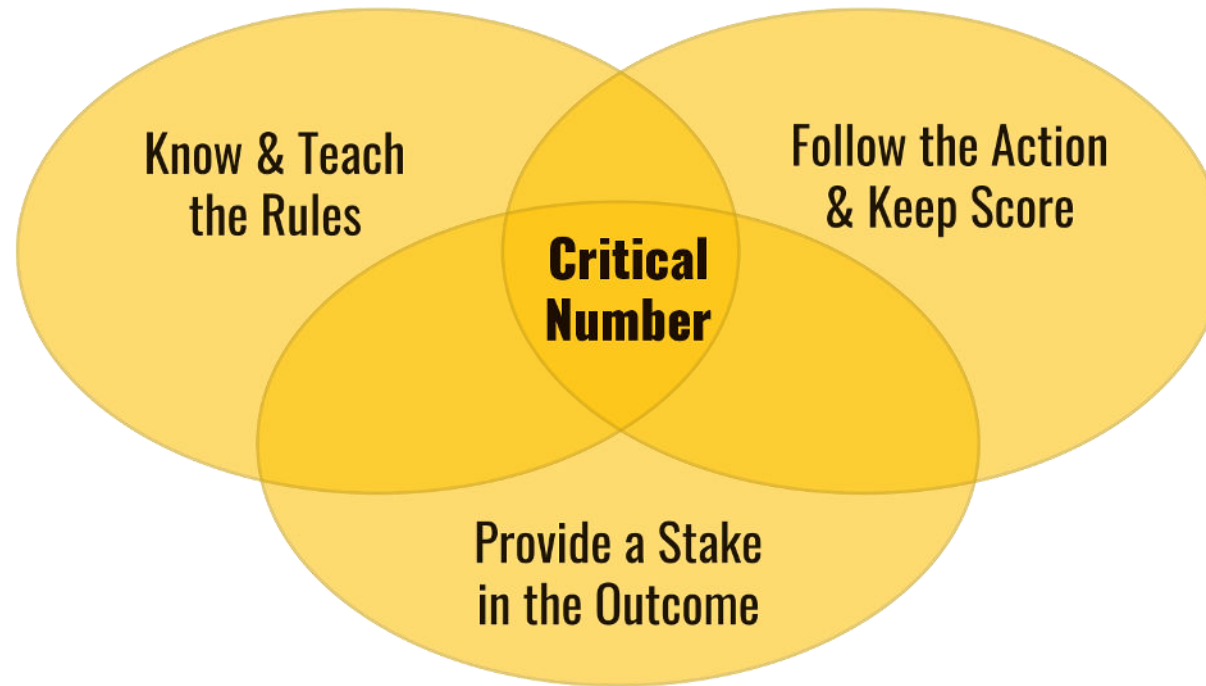 Know & Teach
the Rules
Follow the Action
& Keep Score
Critical
Number
Provide a Stake
in the Outcome